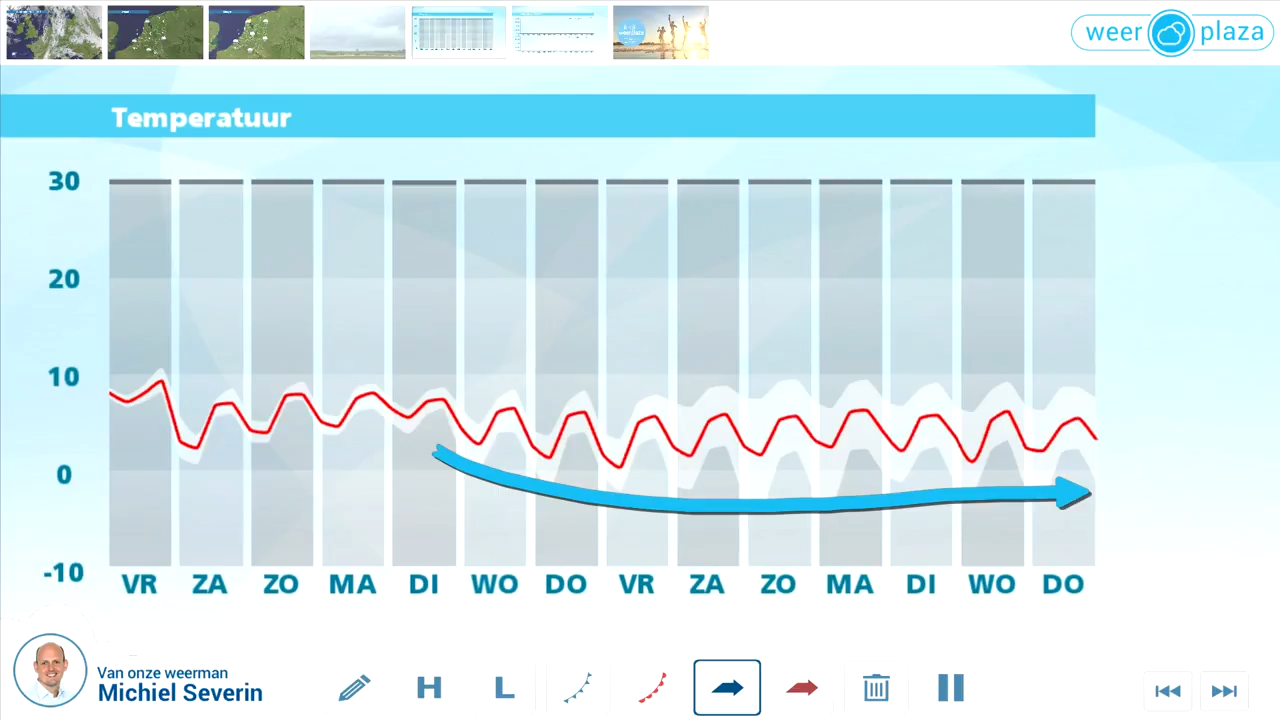 weer plaza
Temperatuur
30
20
10
0
-10
VR ZA ZO MA DI WO DO VR ZA ZO MA DI WO DO
Van onze weerman
Michiel Severin
H L